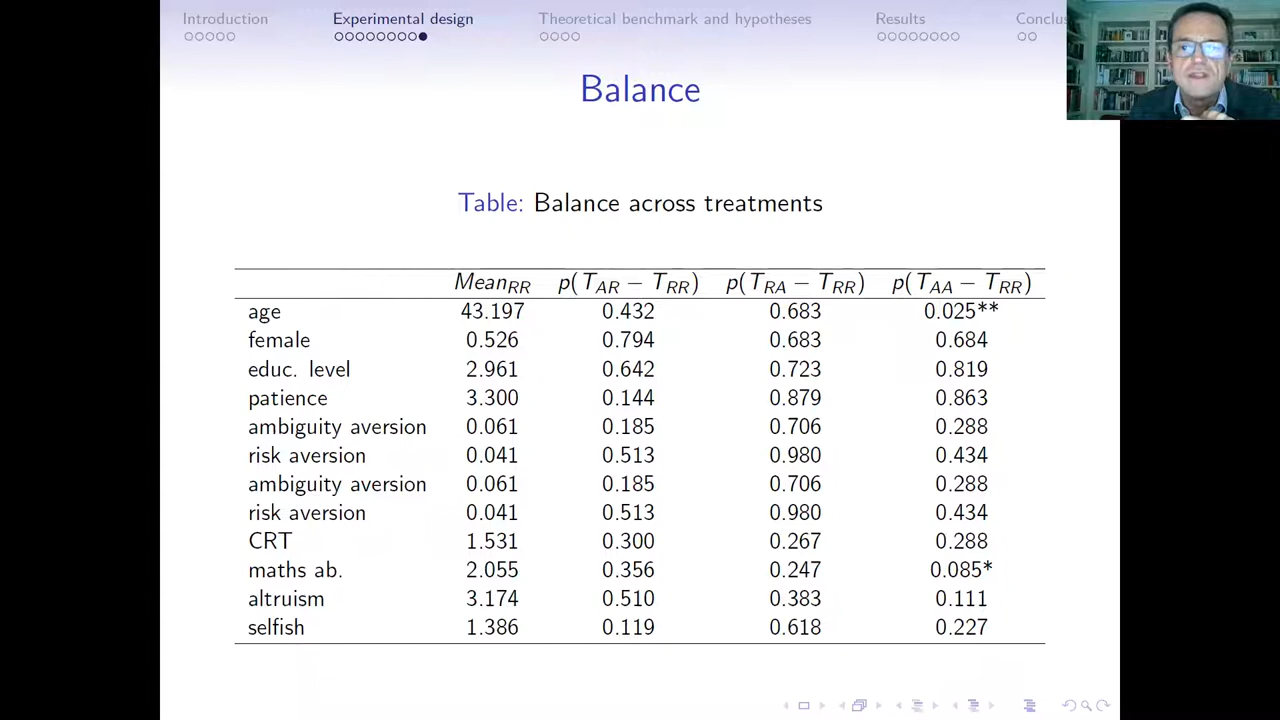 Introduction Experimental design Theoretical benchmark and hypotheses Results Conclus
Balance
Table: Balance across treatments
Mean_RR p(T_AR − T_RR) p(T_RA − T_RR) p(T_AA − T_RR)
age 43.197 0.432 0.683 0.025**
female 0.526 0.794 0.683 0.684
educ. level 2.961 0.642 0.723 0.819
patience 3.300 0.144 0.879 0.863
ambiguity aversion 0.061 0.185 0.706 0.288
risk aversion 0.041 0.513 0.980 0.434
ambiguity aversion 0.061 0.185 0.706 0.288
risk aversion 0.041 0.513 0.980 0.434
CRT 1.531 0.300 0.267 0.288
maths ab. 2.055 0.356 0.247 0.085*
altruism 3.174 0.510 0.383 0.111
selfish 1.386 0.119 0.618 0.227